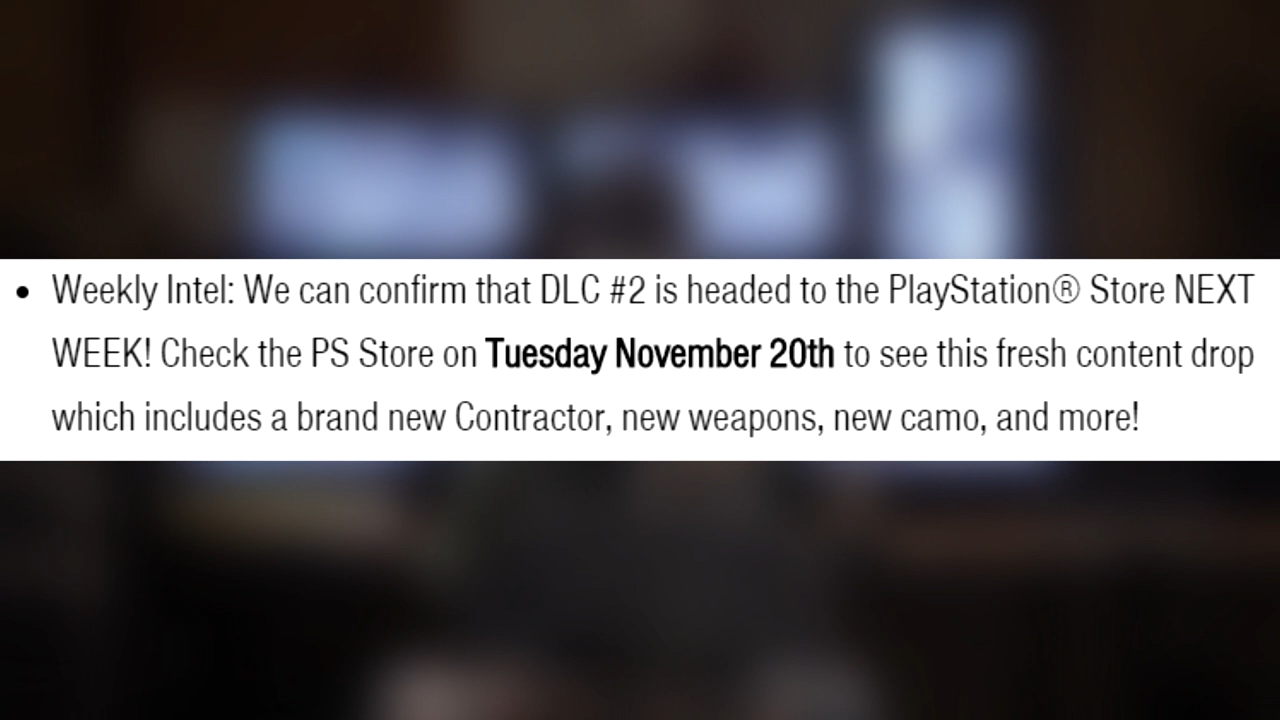 • Weekly Intel: We can confirm that DLC #2 is headed to the PlayStation® Store NEXT
WEEK! Check the PS Store on Tuesday November 20th to see this fresh content drop
which includes a brand new Contractor, new weapons, new camo, and more!